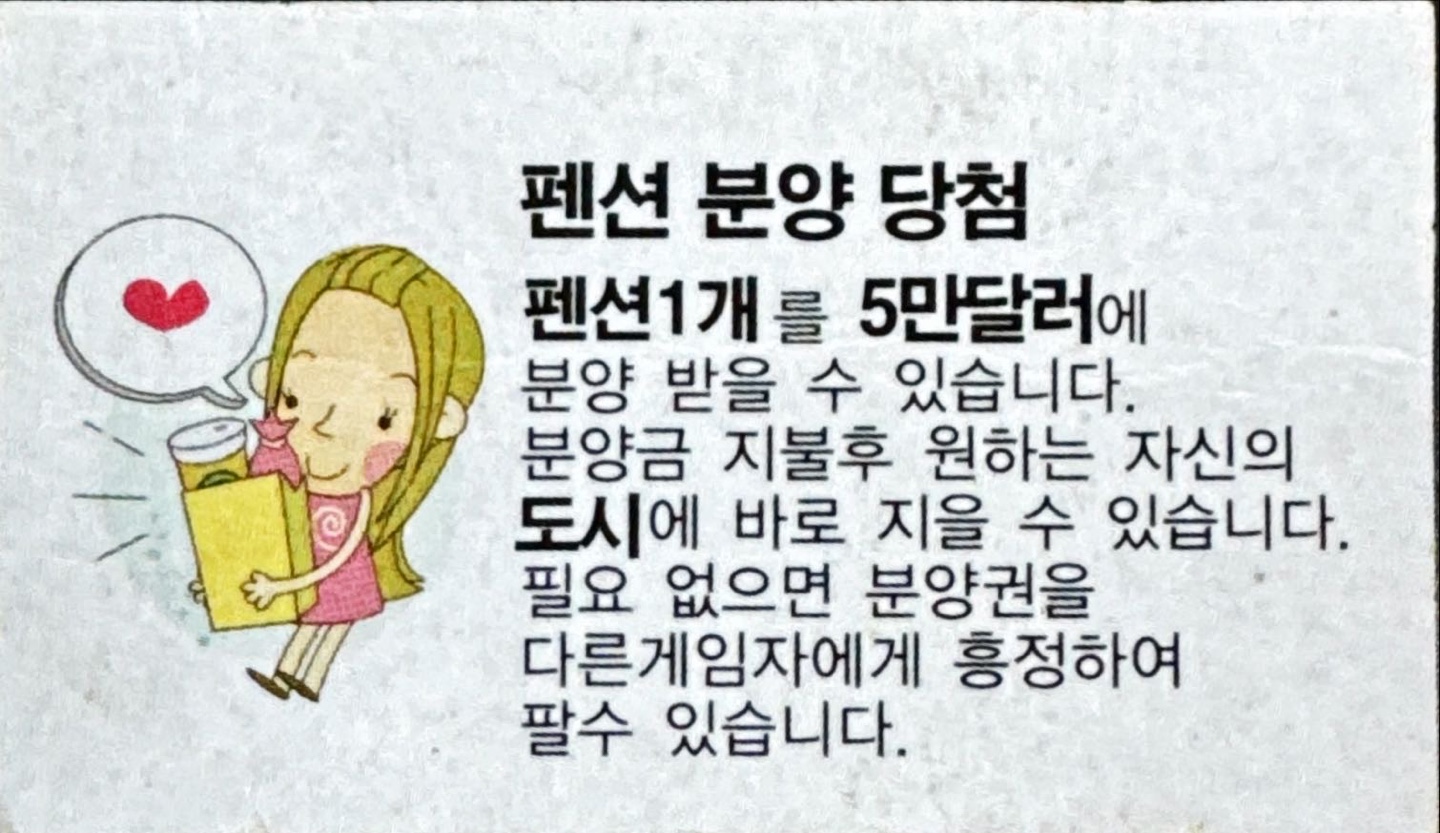 펜션 분양 당첨
펜션1개 를 5만달러에
분양 받을 수 있습니다.
분양금 지불후 원하는 자신의
도시에 바로 지을 수 있습니다.
필요 없으면 분양권을
다른게임자에게 흥정하여
팔수 있습니다.